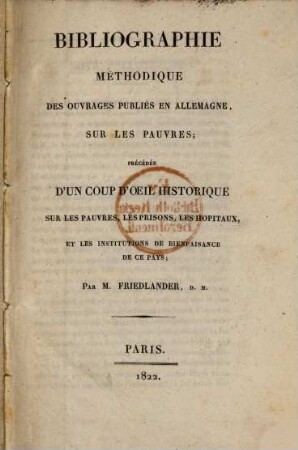 BIBLIOGRAPHIE
MÉTHODIQUE
DES OUVRAGES PUBLIÉS EN ALLEMAGNE,
SUR LES PAUVRES;
PRÉCÉDÉE
D'UN COUP D'OEIL HISTORIQUE
SUR LES PAUVRES, LES PRISONS, LES HOPITAUX,
ET LES INSTITUTIONS DE BIENFAISANCE
DE CE PAYS;
PAR M. FRIEDLANDER, D. M.
PARIS.
1822.